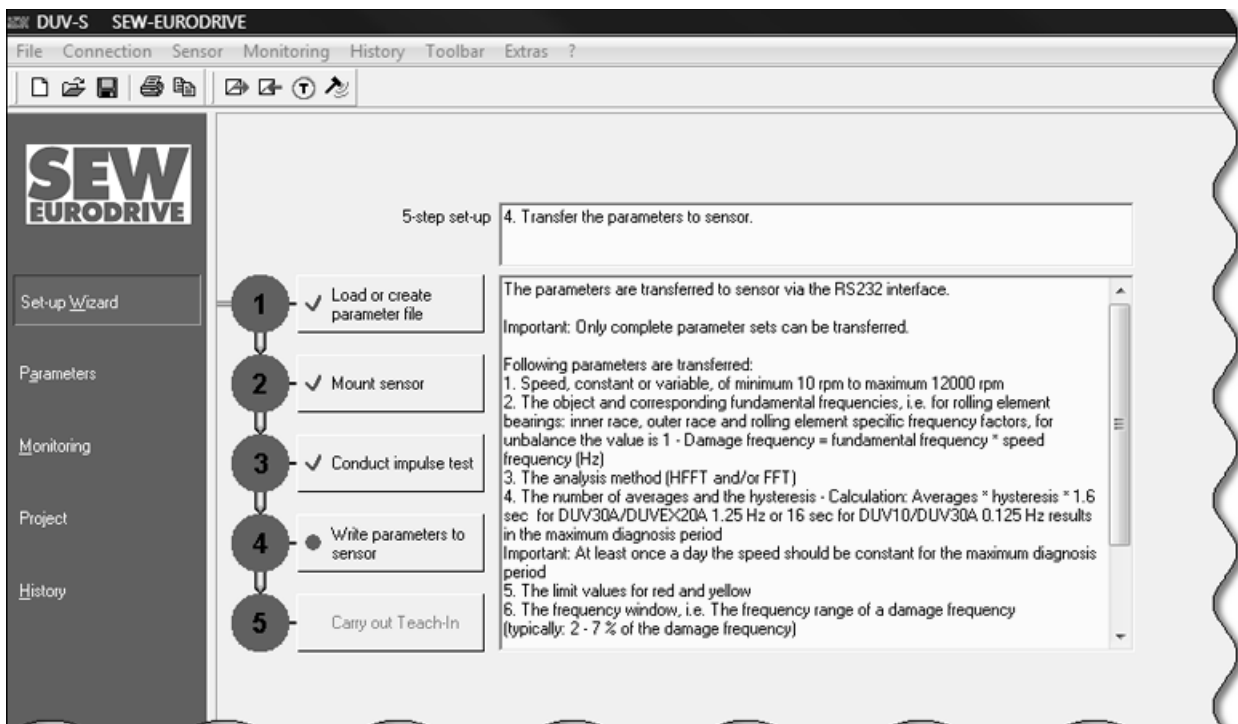 DUV-S SEW-EURODRIVE
File Connection Sensor Monitoring History Toolbar Extras ?
T
SEW
EURODRIVE
5-step set-up
4. Transfer the parameters to sensor.
Set-up Wizard
Parameters
Monitoring
Project
History
1
Load or create
parameter file
2
Mount sensor
3
Conduct impulse test
4
Write parameters to
sensor
5
Carry out Teach-In
The parameters are transferred to sensor via the RS232 interface.
Important: Only complete parameter sets can be transferred.
Following parameters are transferred:
1. Speed, constant or variable, of minimum 10 rpm to maximum 12000 rpm
2. The object and corresponding fundamental frequencies, i.e. for rolling element
bearings: inner race, outer race and rolling element specific frequency factors, for
unbalance the value is 1 - Damage frequency = fundamental frequency * speed
frequency (Hz)
3. The analysis method (HFFT and/or FFT)
4. The number of averages and the hysteresis - Calculation: Averages * hysteresis * 1.6
sec for DUV30A/DUVEX20A 1.25 Hz or 16 sec for DUV10/DUV30A 0.125 Hz results
in the maximum diagnosis period
Important: At least once a day the speed should be constant for the maximum diagnosis
period
5. The limit values for red and yellow
6. The frequency window, i.e. The frequency range of a damage frequency
(typically: 2 - 7 % of the damage frequency)